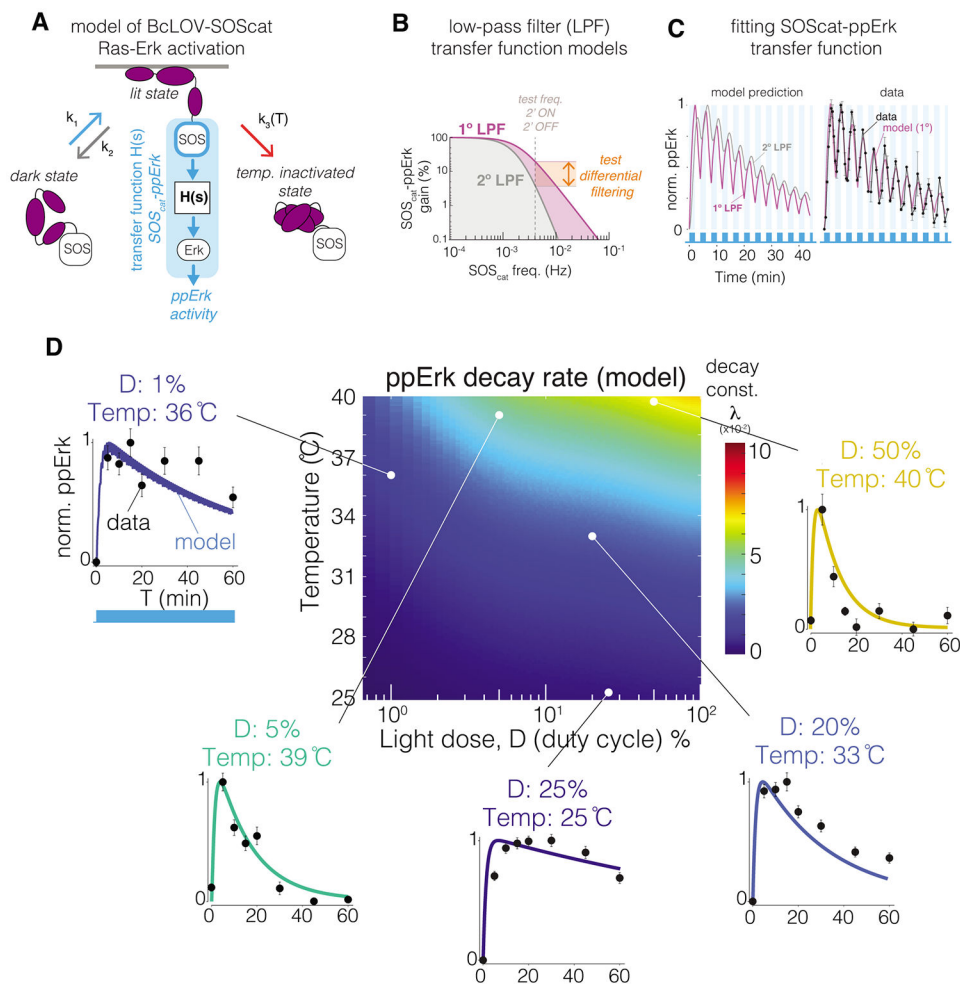 A
model of BcLOV-SOScat
Ras-Erk activation
lit state
k1
k2
k3(T)
SOS
H(s)
Erk
transfer function H(s)
SOScat-ppErk
dark state
SOS
temp. inactivated
state
SOS
ppErk
activity
B
low-pass filter (LPF)
transfer function models
test freq.
2' ON
2' OFF
1° LPF
2° LPF
test
differential
filtering
SOScat-ppErk
gain (%)
100
10
1
0.1
10-4
10-3
10-2
10-1
SOScat freq. (Hz)
C
fitting SOScat-ppErk
transfer function
model prediction
data
norm. ppErk
1
0
2° LPF
1° LPF
data
model (1°)
0 10 20 30 40
Time (min)
D
D: 1%
Temp: 36 °C
norm. ppErk
1
0
data
model
0 20 40 60
T (min)
ppErk decay rate (model)
Temperature (°C)
40
37
34
31
28
25
100
101
102
Light dose, D (duty cycle) %
decay
const.
λ
(x10-2)
10
5
0
D: 50%
Temp: 40 °C
1
0
0 20 40 60
D: 5%
Temp: 39 °C
1
0
0 20 40 60
D: 25%
Temp: 25 °C
1
0
0 20 40 60
D: 20%
Temp: 33 °C
1
0
0 20 40 60